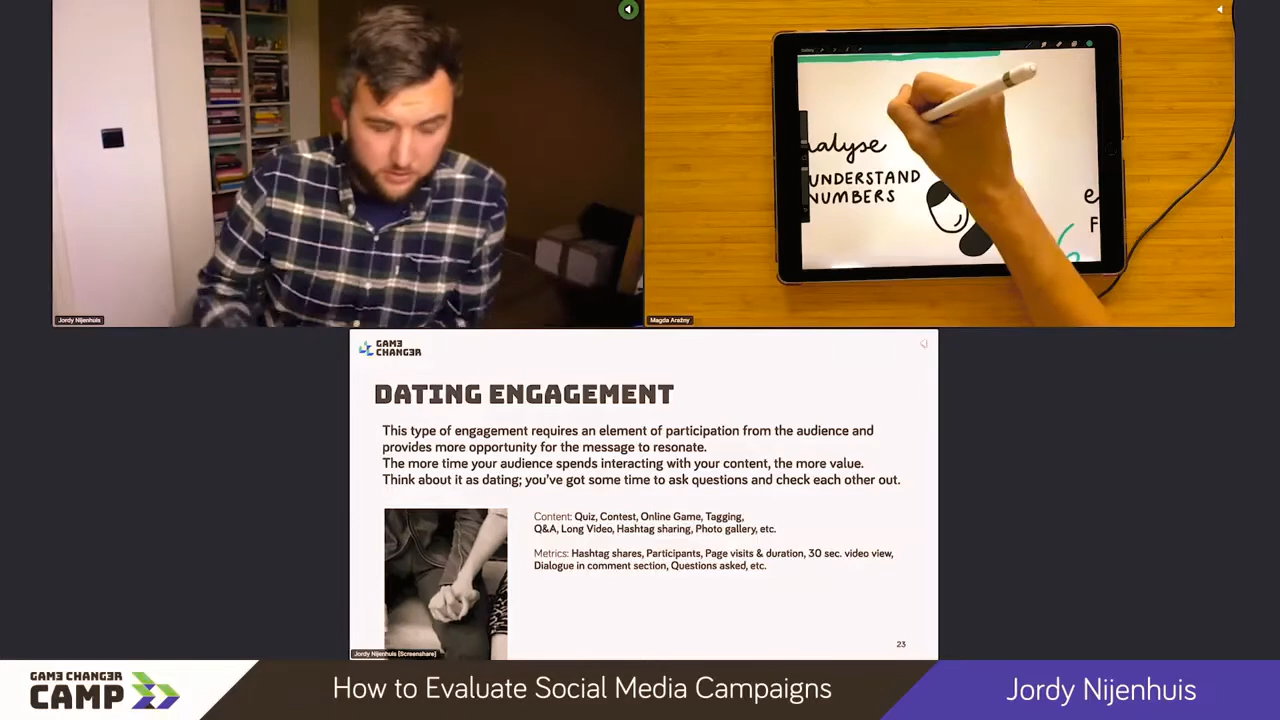 nalyse
UNDERSTAND
NUMBERS
Jordy Nijenhuis
Magda Arażny
GAME
CHANGER
DATING ENGAGEMENT
This type of engagement requires an element of participation from the audience and
provides more opportunity for the message to resonate.
The more time your audience spends interacting with your content, the more value.
Think about it as dating; you've got some time to ask questions and check each other out.
Content: Quiz, Contest, Online Game, Tagging,
Q&A, Long Video, Hashtag sharing, Photo gallery, etc.
Metrics: Hashtag shares, Participants, Page visits & duration, 30 sec. video view,
Dialogue in comment section, Questions asked, etc.
23
Jordy Nijenhuis [Screenshare]
GAME CHANGER
CAMP
How to Evaluate Social Media Campaigns
Jordy Nijenhuis